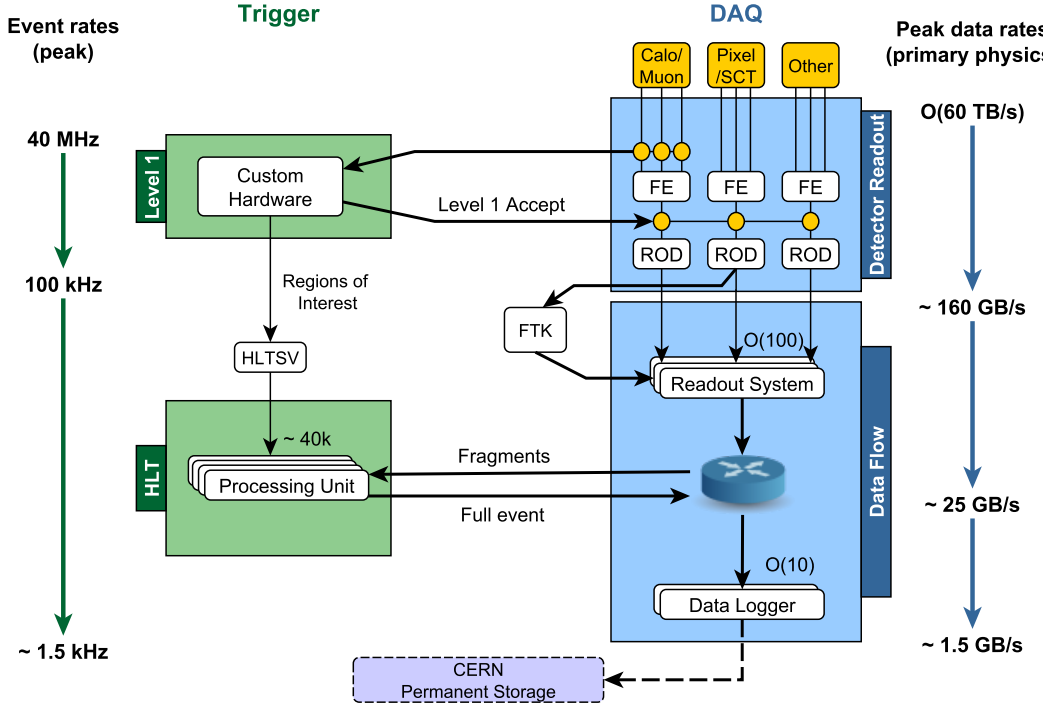 Trigger
DAQ
Event rates
(peak)
Peak data rates
(primary physics
Calo/
Muon
Pixel
/SCT
Other
40 MHz
O(60 TB/s)
Level 1
Custom
Hardware
FE
FE
FE
Detector Readout
Level 1 Accept
ROD
ROD
ROD
100 kHz
Regions of
Interest
~ 160 GB/s
FTK
HLTSV
O(100)
Readout System
~ 40k
HLT
Processing Unit
Fragments
Full event
Data Flow
~ 25 GB/s
O(10)
Data Logger
~ 1.5 kHz
~ 1.5 GB/s
CERN
Permanent Storage